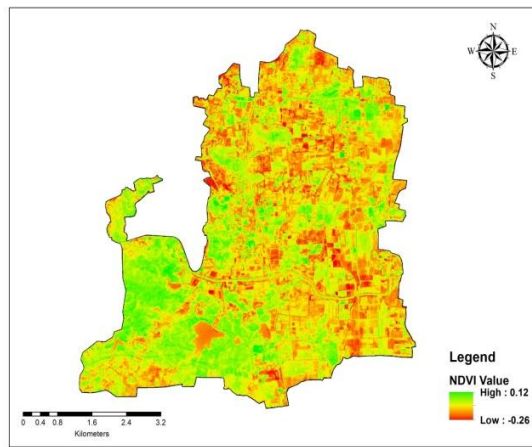 N
W E
S
Legend
NDVI Value
High : 0.12
Low : -0.26
0 0.4 0.8 1.6 2.4 3.2
Kilometers